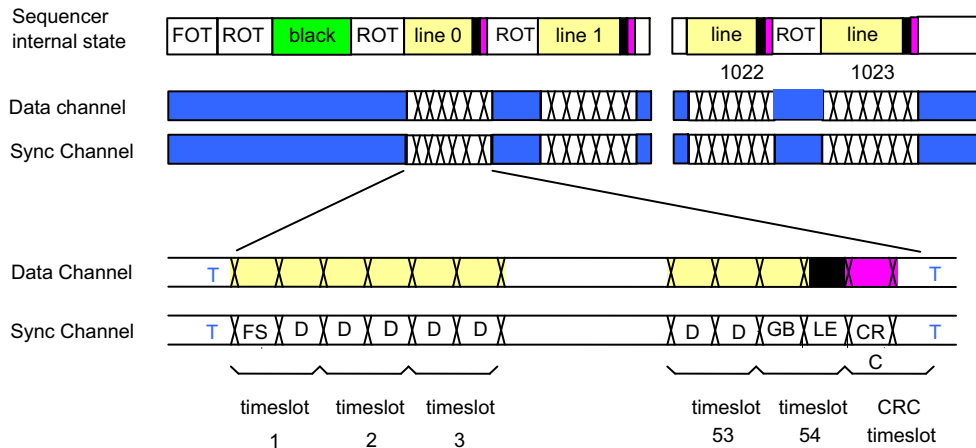 Sequencer
internal state
FOT ROT black ROT line 0 ROT line 1 line ROT line
1022 1023
Data channel
Sync Channel
Data Channel T T
Sync Channel T FS D D D D D D D GB LE CR T
C
timeslot timeslot timeslot timeslot timeslot CRC
1 2 3 53 54 timeslot